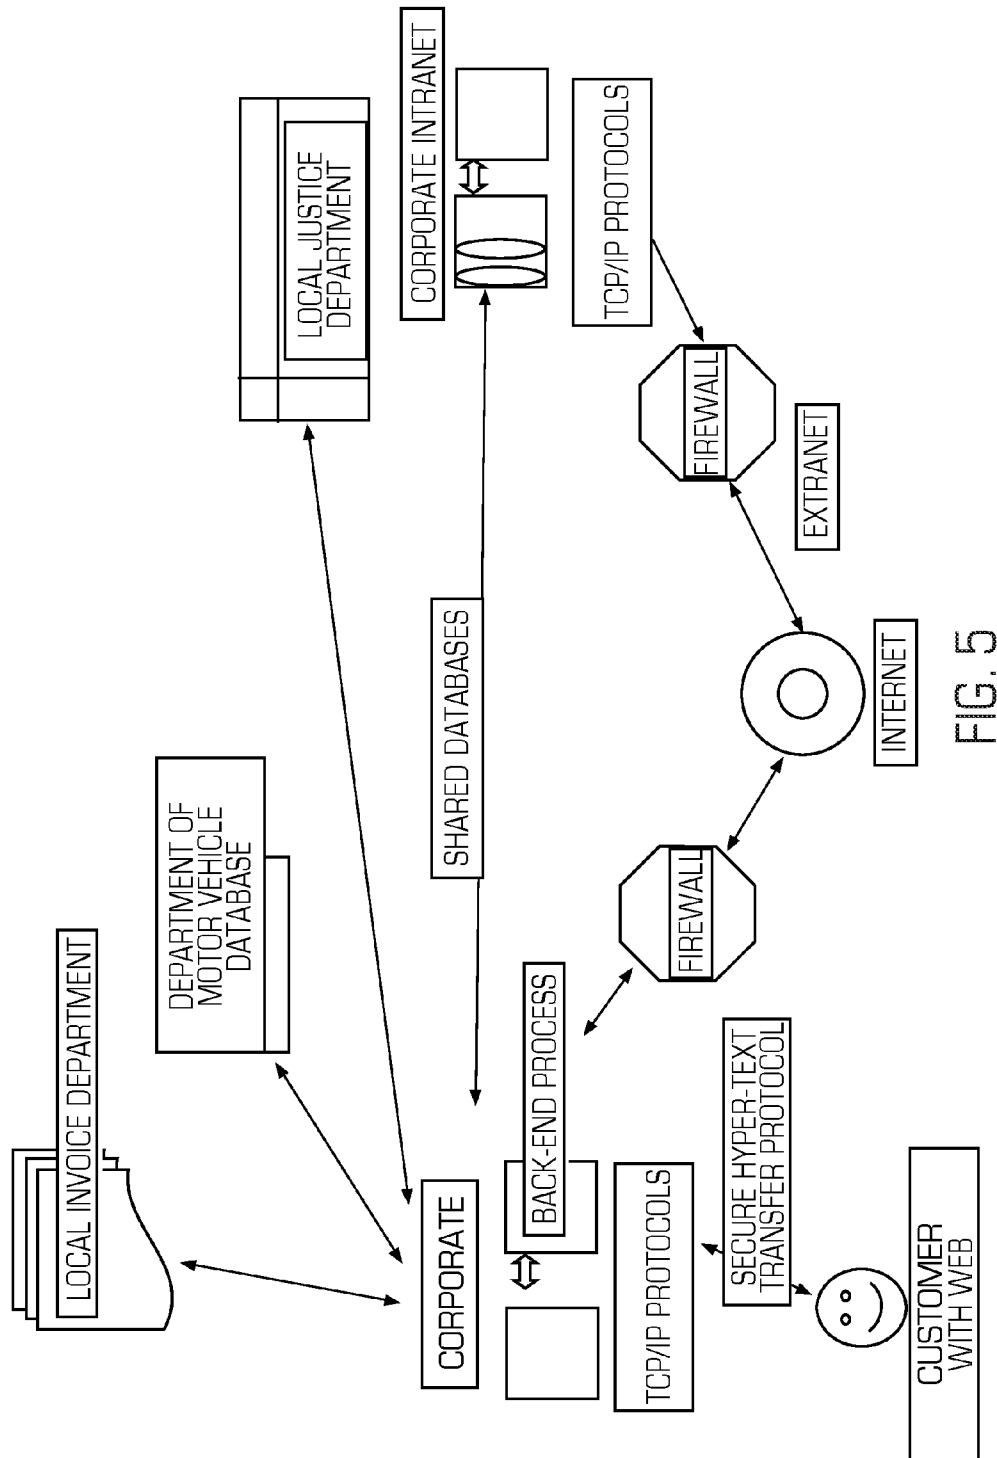 LOCAL INVOICE DEPARTMENT
DEPARTMENT OF
MOTOR VEHICLE
DATABASE
LOCAL JUSTICE
DEPARTMENT
CORPORATE
SHARED DATABASES
CORPORATE INTRANET
BACK-END PROCESS
TCP/IP PROTOCOLS
TCP/IP PROTOCOLS
FIREWALL
FIREWALL
SECURE HYPER-TEXT
TRANSFER PROTOCOL
EXTRANET
INTERNET
CUSTOMER
WITH WEB
FIG. 5